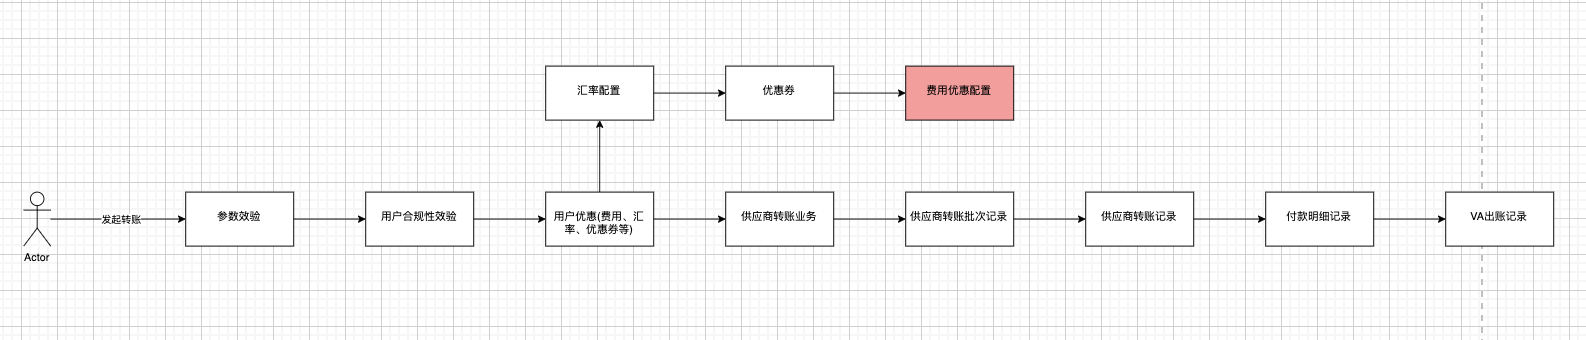 汇率配置
优惠券
费用优惠配置
发起转账
参数效验
用户合规性效验
用户优惠(费用、汇
率、优惠券等)
供应商转账业务
供应商转账批次记录
供应商转账记录
付款明细记录
VA出账记录
Actor